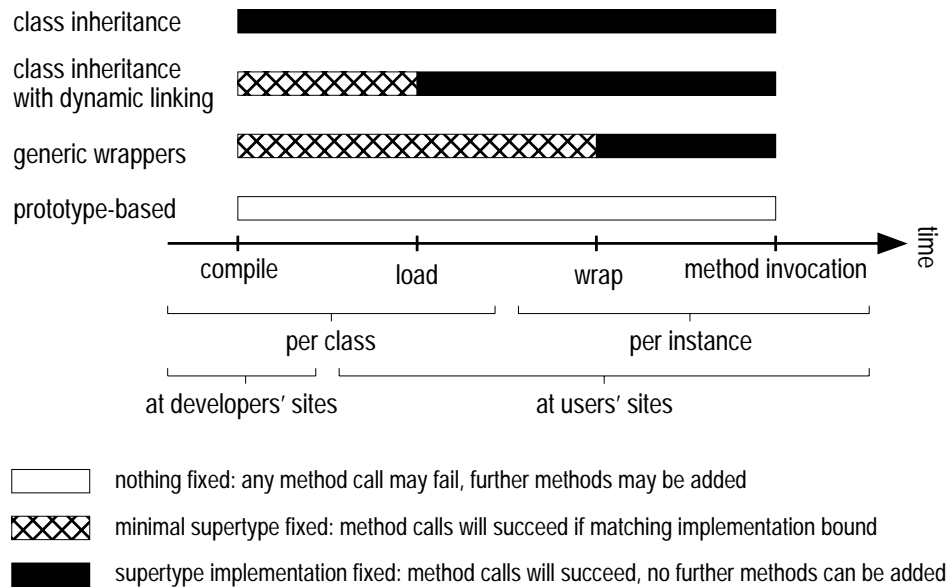 class inheritance
class inheritance
with dynamic linking
generic wrappers
prototype-based
time
compile
load
wrap
method invocation
per class
per instance
at developers’ sites
at users’ sites
nothing fixed: any method call may fail, further methods may be added
minimal supertype fixed: method calls will succeed if matching implementation bound
supertype implementation fixed: method calls will succeed, no further methods can be added